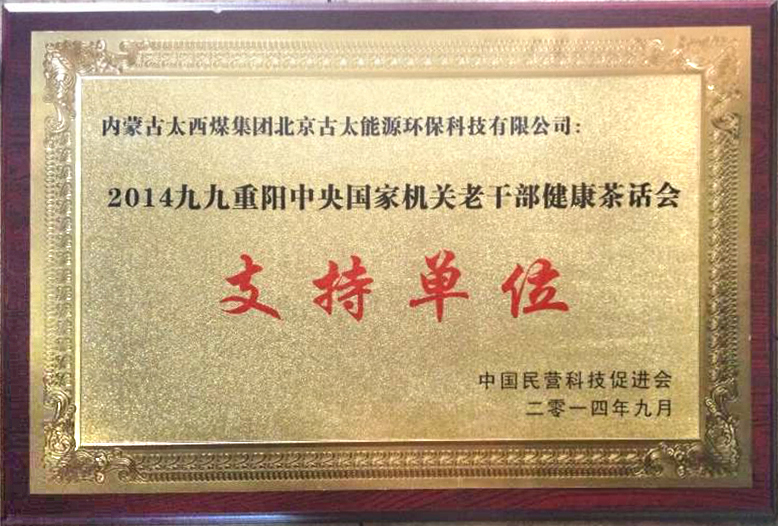 内蒙古太西煤集团北京古太能源环保科技有限公司：
2014九九重阳中央国家机关老干部健康茶话会
支持单位
中国民营科技促进会
二零一四年九月